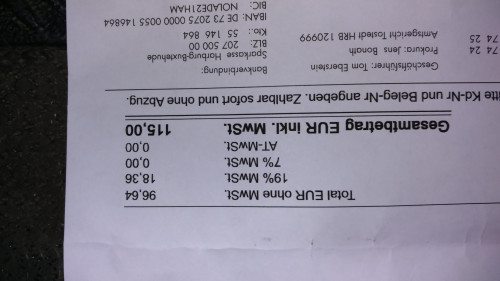 Total EUR ohne MwSt. 96,64
19% MwSt. 18,36
7% MwSt. 0,00
AT-MwSt. 0,00
Gesamtbetrag EUR inkl. MwSt. 115,00
itte Kd-Nr und Beleg-Nr angeben. Zahlbar sofort und ohne Abzug.
Geschäftsführer: Tom Eberstein Bankverbindung:
74 24 Prokura: Jens Bonath Sparkasse Harburg-Buxtehude
74 25 Amtsgericht Tostedt HRB 120999 BLZ: 207 500 00
Kto.: 55 146 864
IBAN: DE 73 2075 0000 0055 146864
BIC: NOLADE21HAM